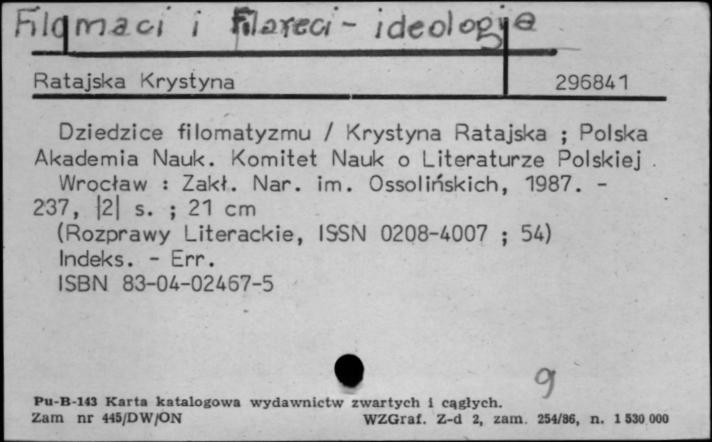 Filomaci i Filareci - ideologia
Ratajska Krystyna 296841
Dziedzice filomatyzmu / Krystyna Ratajska ; Polska
Akademia Nauk. Komitet Nauk o Literaturze Polskiej.
Wrocław : Zakł. Nar. im. Ossolińskich, 1987. -
237, |2| s. ; 21 cm
(Rozprawy Literackie, ISSN 0208-4007 ; 54)
Indeks. - Err.
ISBN 83-04-02467-5
9
Pu-B-143 Karta katalogowa wydawnictw zwartych i cągłych.
Zam nr 445/DW/ON WZGraf. Z-d 2, zam. 254/86, n. 1 530 000